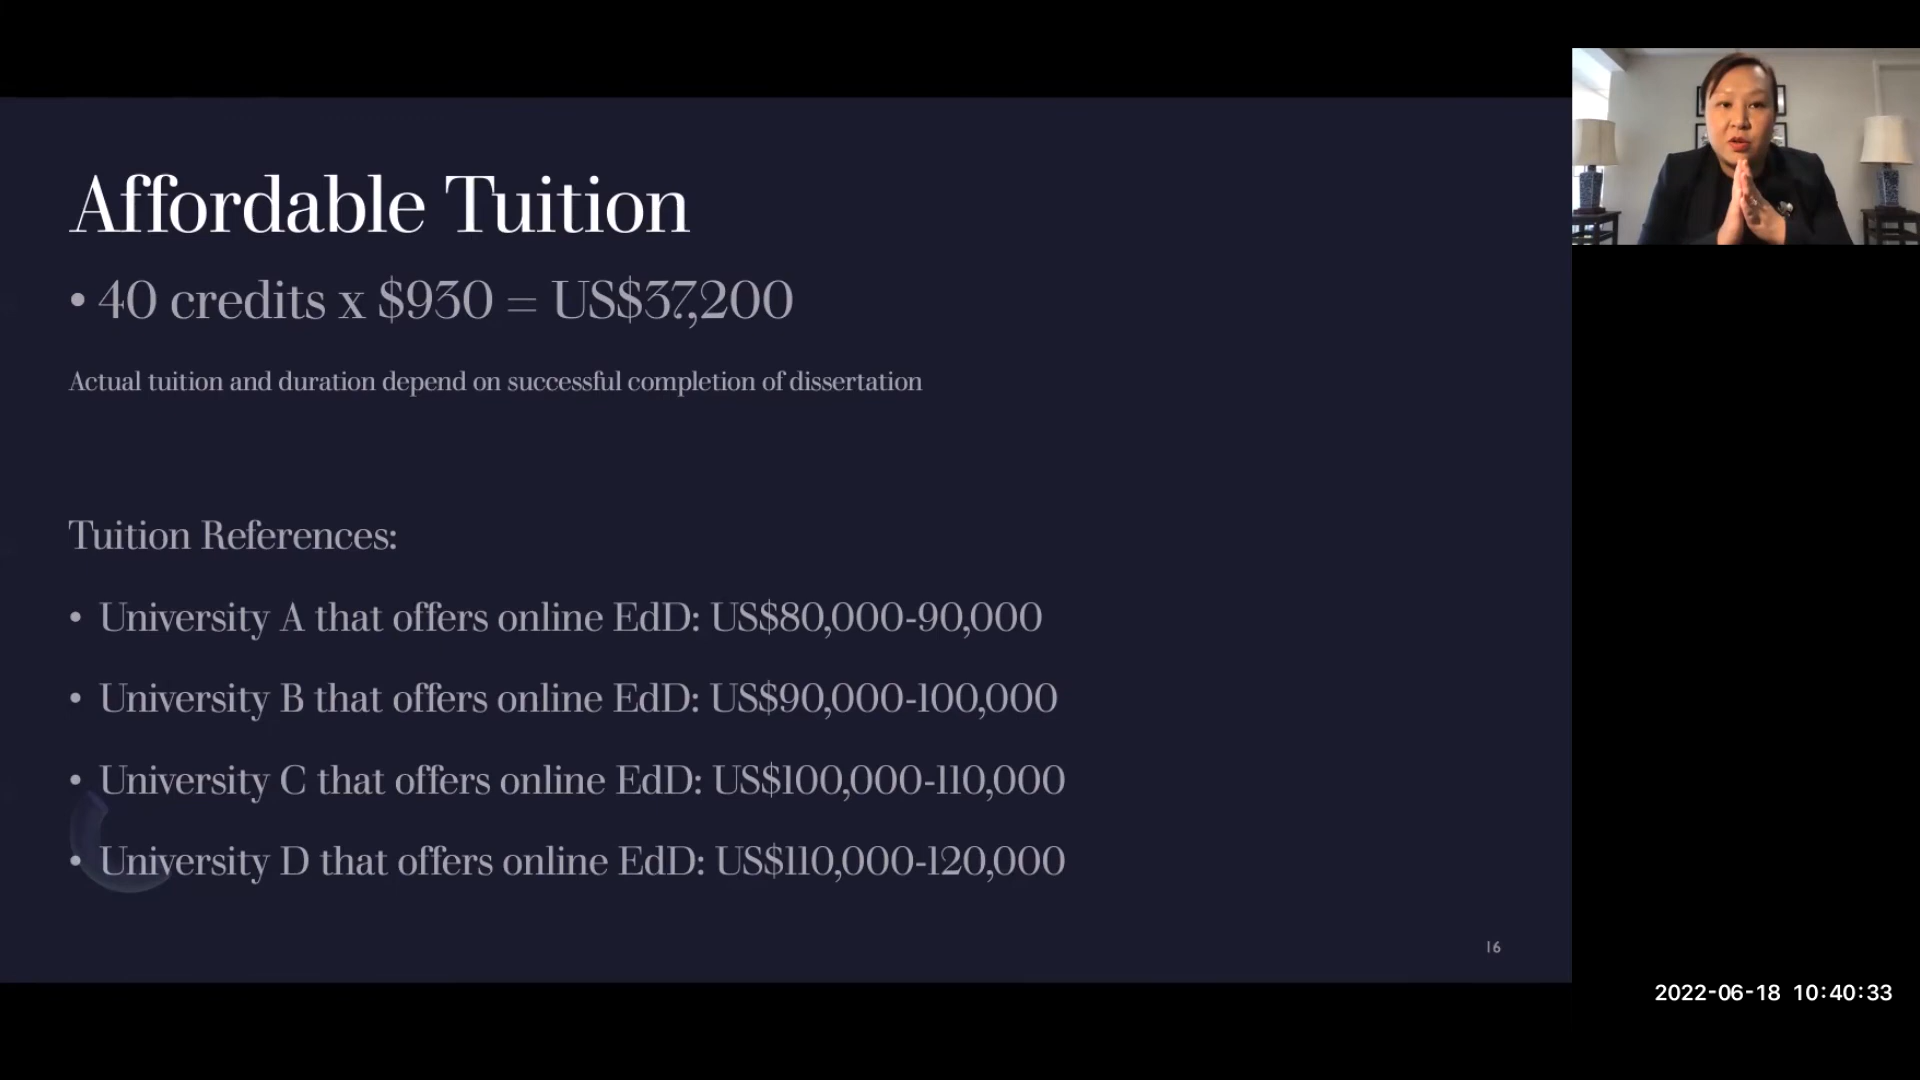 Affordable Tuition
• 40 credits x $930 = US$37,200
Actual tuition and duration depend on successful completion of dissertation
Tuition References:
• University A that offers online EdD: US$80,000-90,000
• University B that offers online EdD: US$90,000-100,000
• University C that offers online EdD: US$100,000-110,000
• University D that offers online EdD: US$110,000-120,000
16
2022-06-18 10:40:33